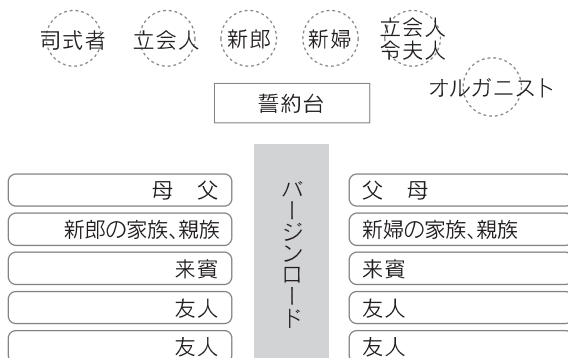 司式者
立会人
新郎
新婦
立会人
令夫人
オルガニスト
誓約台
バージンロード
母 父
新郎の家族、親族
来賓
友人
友人
父 母
新婦の家族、親族
来賓
友人
友人